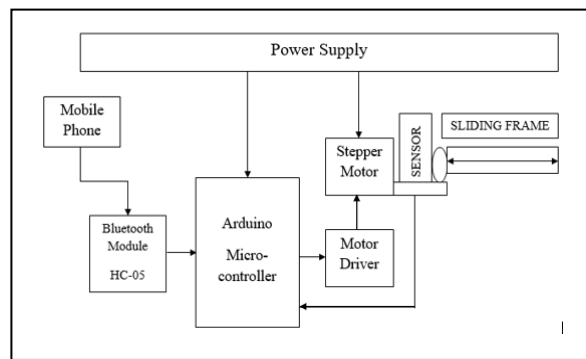 Power Supply
Mobile
Phone
SENSOR
SLIDING FRAME
Stepper
Motor
Bluetooth
Module
HC-05
Arduino
Micro-
controller
Motor
Driver